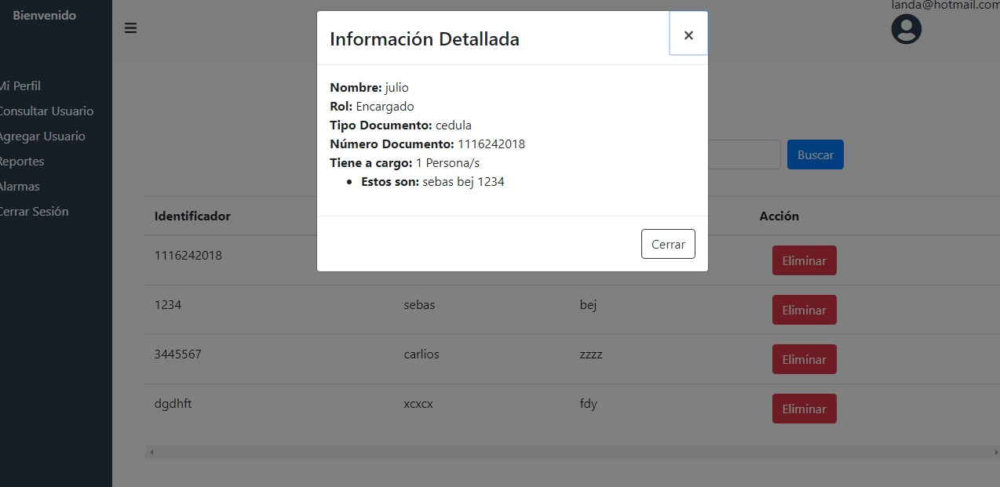 Bienvenido
Mi Perfil
Consultar Usuario
Agregar Usuario
Reportes
Alarmas
Cerrar Sesión
landa@hotmail.com
Información Detallada
×
Nombre: julio
Rol: Encargado
Tipo Documento: cedula
Número Documento: 1116242018
Tiene a cargo: 1 Persona/s
• Estos son: sebas bej 1234
Cerrar
Buscar
Identificador Acción
1116242018 Eliminar
1234 sebas bej Eliminar
3445567 carlios zzzz Eliminar
dgdhft xcxcx fdy Eliminar